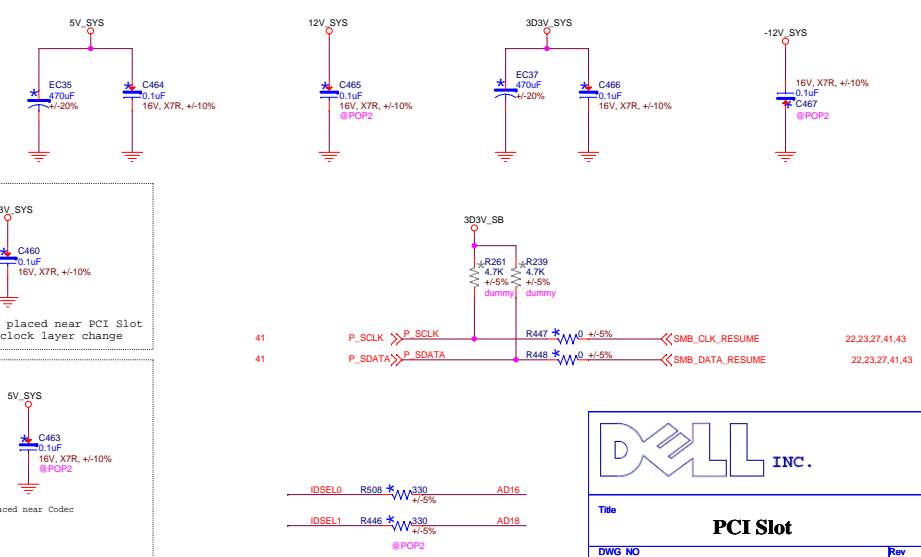 5V_SYS
12V_SYS
3D3V_SYS
-12V_SYS
EC35
470uF
+/-20%
C464
0.1uF
16V, X7R, +/-10%
C465
0.1uF
16V, X7R, +/-10%
@POP2
EC37
470uF
+/-20%
C466
0.1uF
16V, X7R, +/-10%
16V, X7R, +/-10%
0.1uF
C467
@POP2
3V_SYS
C460
0.1uF
16V, X7R, +/-10%
placed near PCI Slot
clock layer change
3D3V_SB
R261
4.7K
+/-5%
dummy
R239
4.7K
+/-5%
dummy
41 P_SCLK P_SCLK R447 0 +/-5% SMB_CLK_RESUME 22,23,27,41,43
41 P_SDATA P_SDATA R448 0 +/-5% SMB_DATA_RESUME 22,23,27,41,43
5V_SYS
C463
0.1uF
16V, X7R, +/-10%
@POP2
aced near Codec
IDSEL0 R508 330 AD16
+/-5%
IDSEL1 R446 330 AD18
+/-5%
@POP2
DELL INC.
Title
PCI Slot
DWG NO Rev